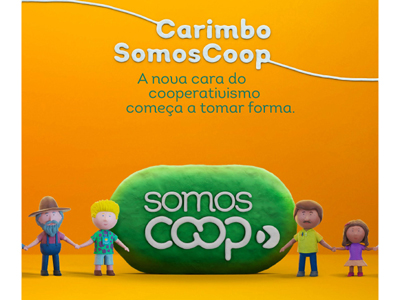 Carimbo
SomosCoop
A nova cara do
cooperativismo
começa a tomar forma.
somos
coop